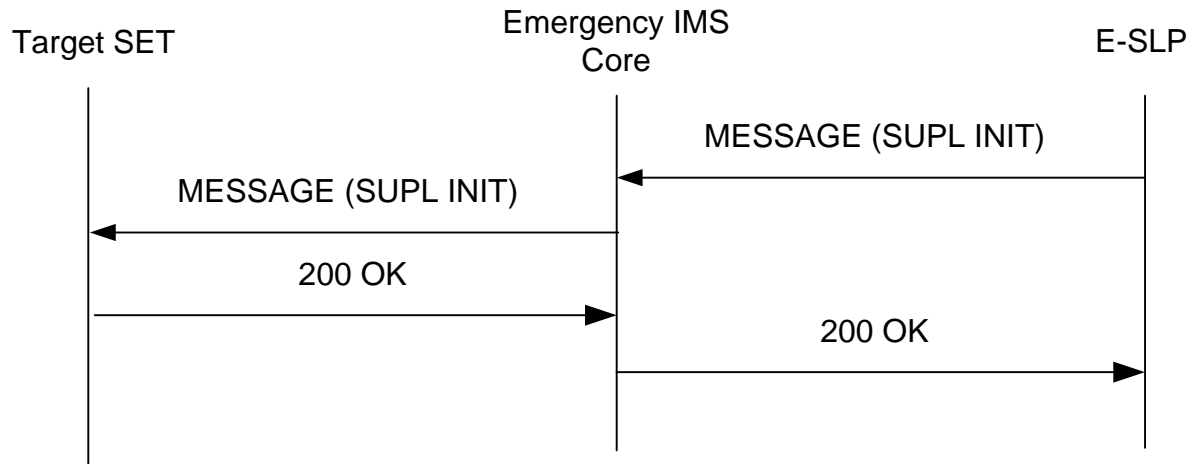 Target SET
Emergency IMS
Core
E-SLP
MESSAGE (SUPL INIT)
MESSAGE (SUPL INIT)
200 OK
200 OK